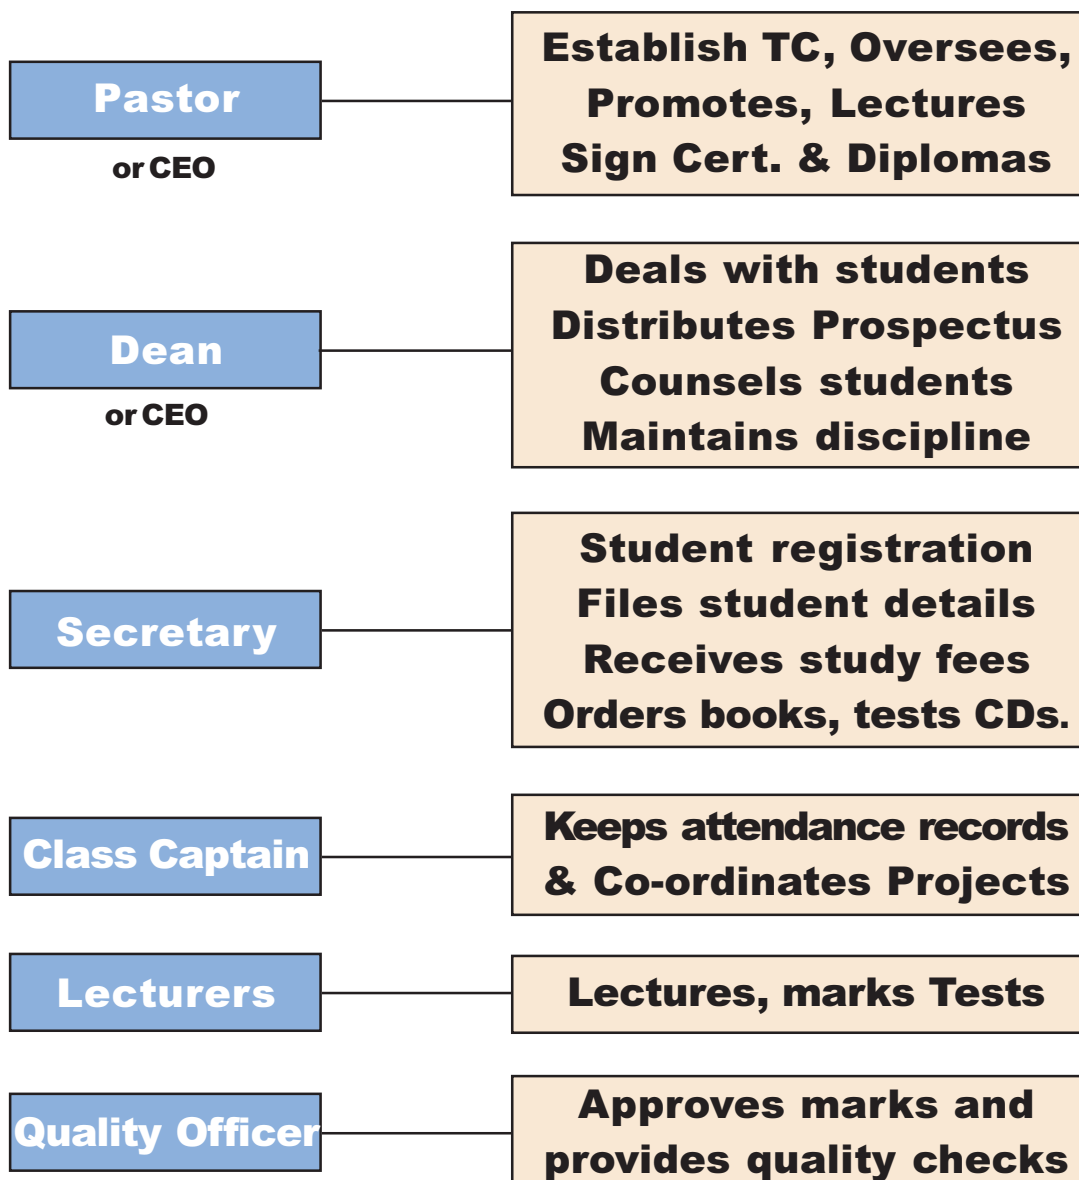 Pastor
or CEO
Establish TC, Oversees,
Promotes, Lectures
Sign Cert. & Diplomas
Dean
or CEO
Deals with students
Distributes Prospectus
Counsels students
Maintains discipline
Secretary
Student registration
Files student details
Receives study fees
Orders books, tests CDs.
Class Captain
Keeps attendance records
& Co-ordinates Projects
Lecturers
Lectures, marks Tests
Quality Officer
Approves marks and
provides quality checks